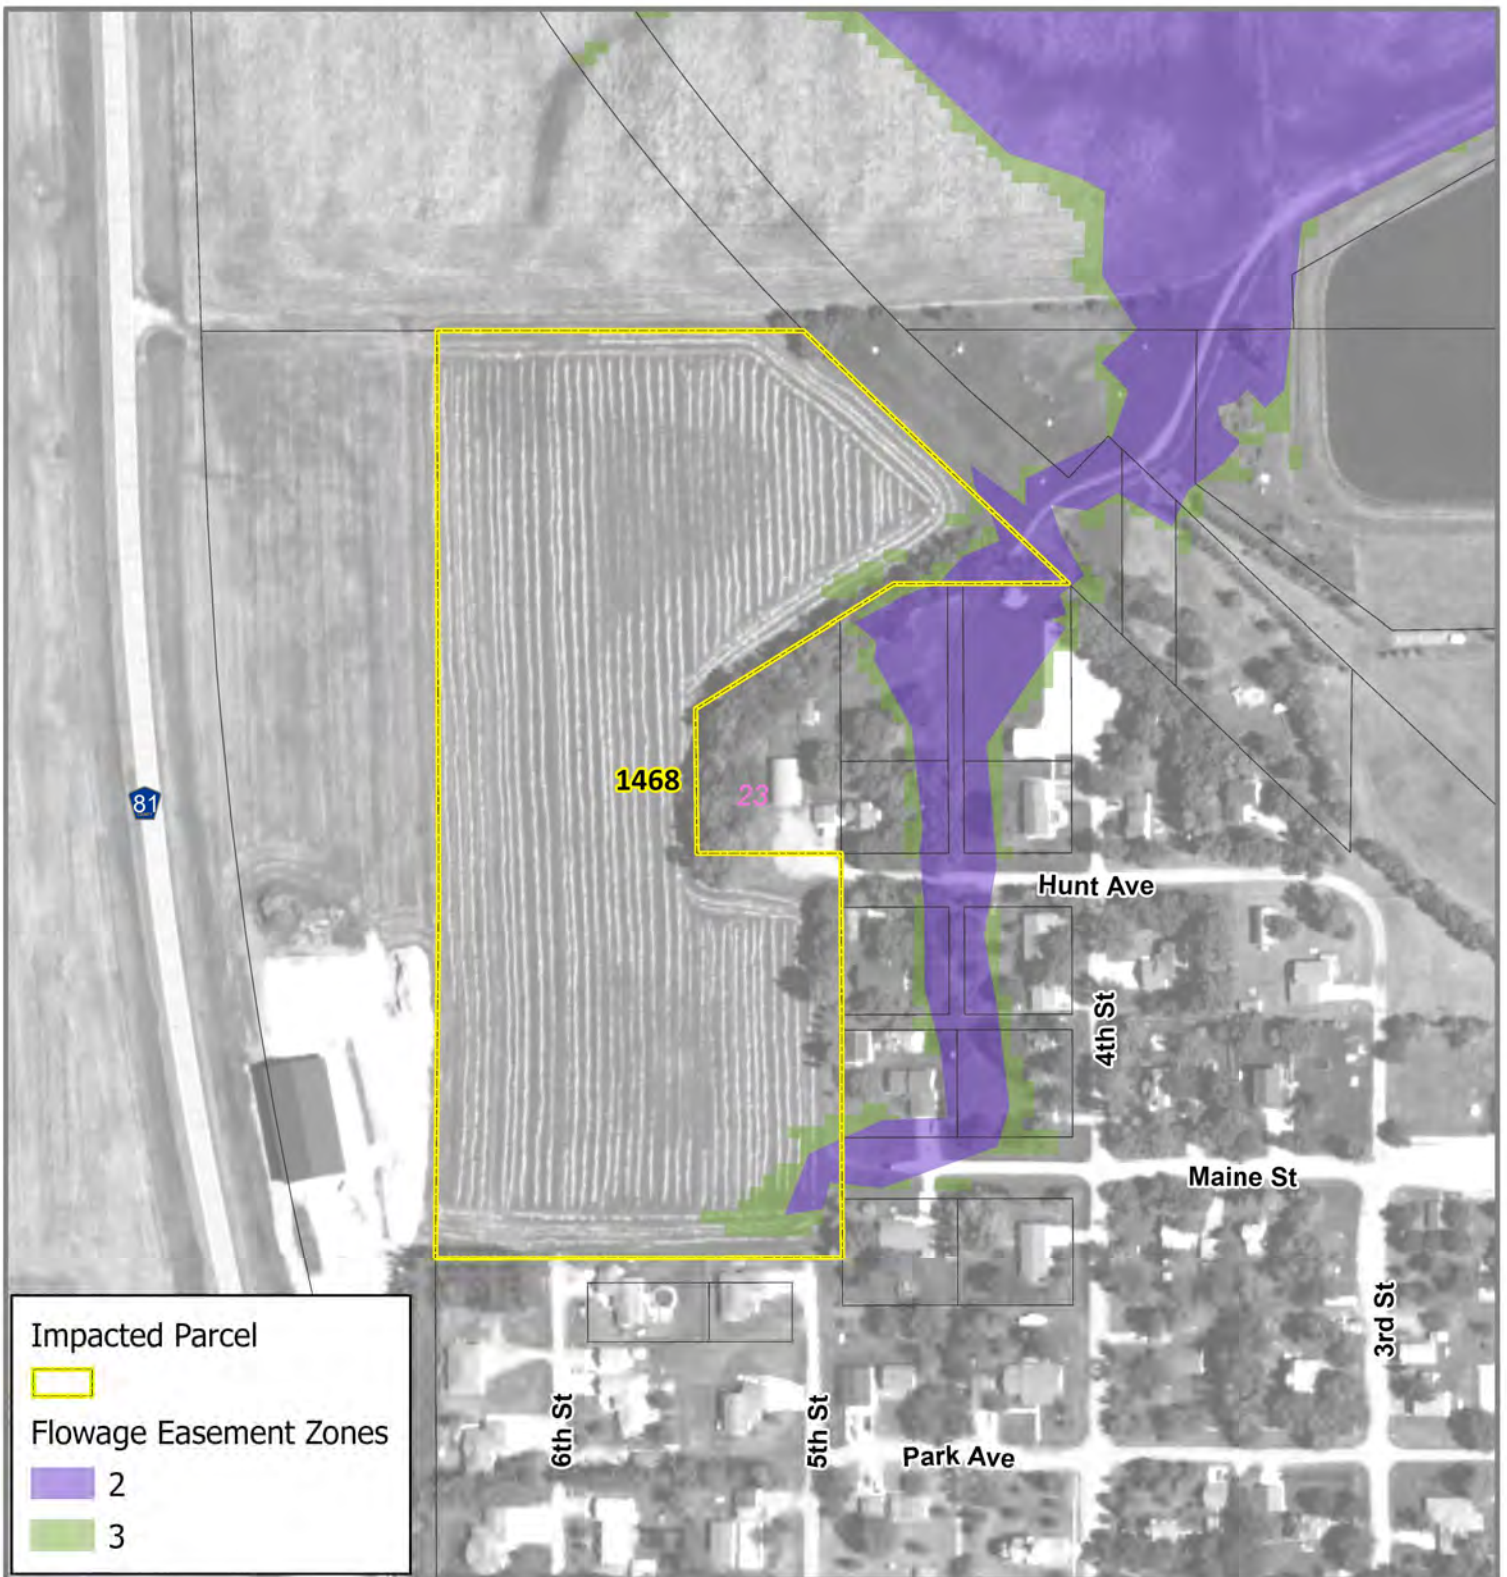 1468
23
81
Hunt Ave
4th St
Maine St
3rd St
6th St
5th St
Park Ave
Impacted Parcel
Flowage Easement Zones
2
3